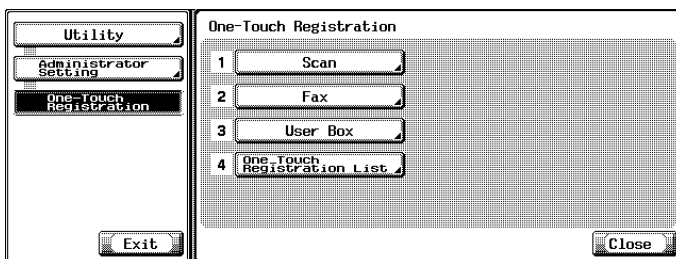 Utility
Administrator
Setting
One-Touch
Registration
Exit
One-Touch Registration
1 Scan
2 Fax
3 User Box
4 One-Touch
Registration List
Close